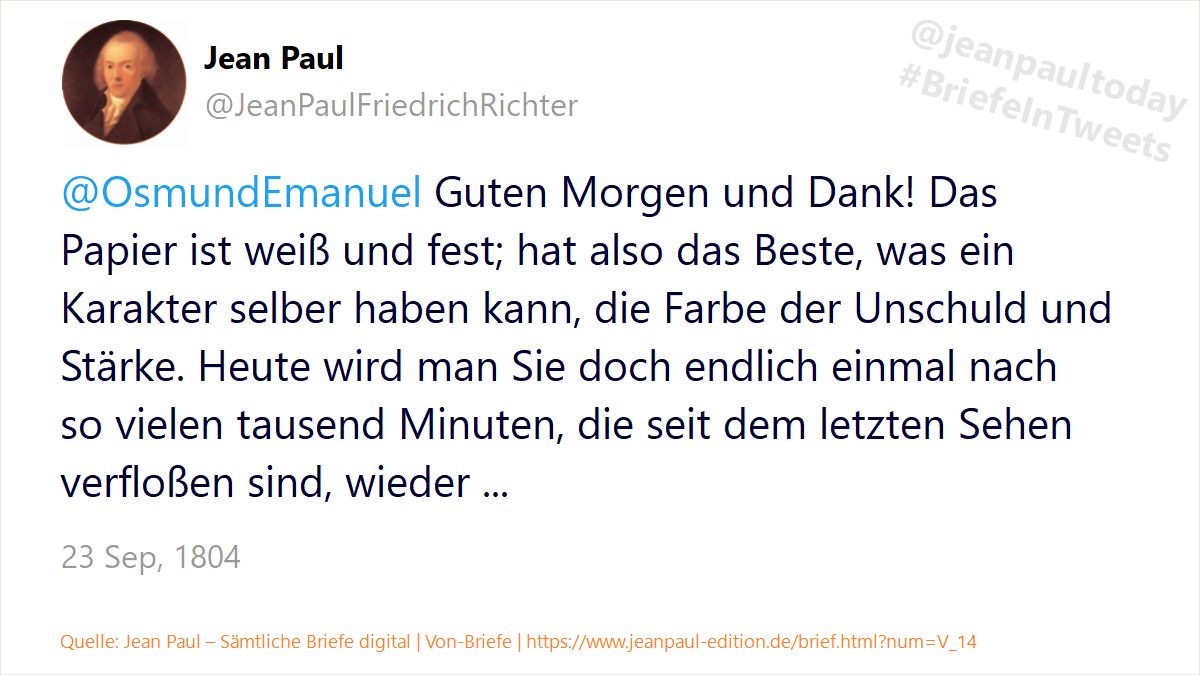 Jean Paul
@JeanPaulFriedrichRichter
@jeanpaultoday
#BriefeInTweets
@OsmundEmanuel Guten Morgen und Dank! Das
Papier ist weiß und fest; hat also das Beste, was ein
Karakter selber haben kann, die Farbe der Unschuld und
Stärke. Heute wird man Sie doch endlich einmal nach
so vielen tausend Minuten, die seit dem letzten Sehen
verfloßen sind, wieder ...
23 Sep, 1804
Quelle: Jean Paul – Sämtliche Briefe digital | Von-Briefe | https://www.jeanpaul-edition.de/brief.html?num=V_14